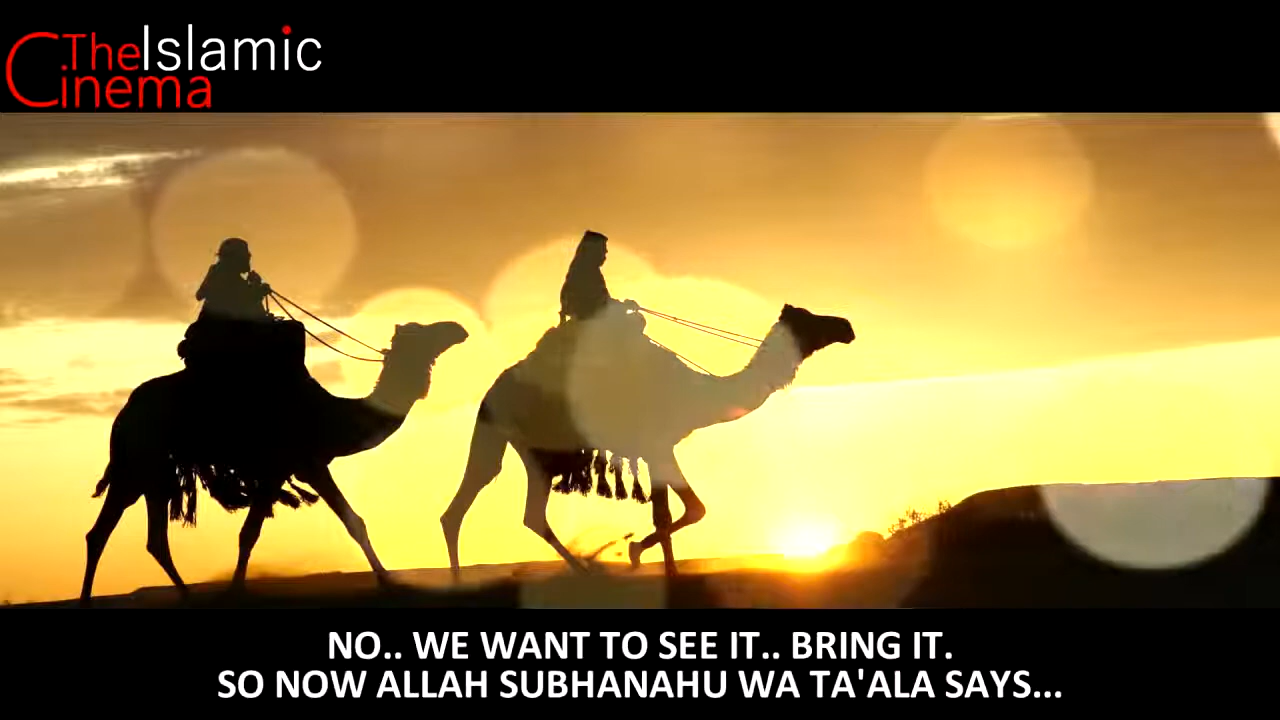 TheIslamic
Cinema
NO.. WE WANT TO SEE IT.. BRING IT.
SO NOW ALLAH SUBHANAHU WA TA'ALA SAYS...